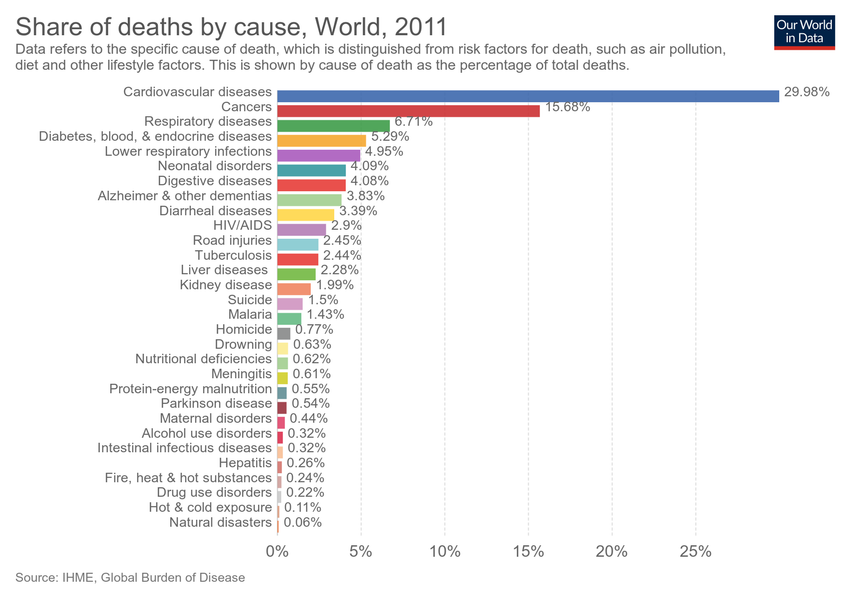 Share of deaths by cause, World, 2011
Our World
in Data
Data refers to the specific cause of death, which is distinguished from risk factors for death, such as air pollution,
diet and other lifestyle factors. This is shown by cause of death as the percentage of total deaths.
Cardiovascular diseases 29.98%
Cancers 15.68%
Respiratory diseases 6.71%
Diabetes, blood, & endocrine diseases 5.29%
Lower respiratory infections 4.95%
Neonatal disorders 4.09%
Digestive diseases 4.08%
Alzheimer & other dementias 3.83%
Diarrheal diseases 3.39%
HIV/AIDS 2.9%
Road injuries 2.45%
Tuberculosis 2.44%
Liver diseases 2.28%
Kidney disease 1.99%
Suicide 1.5%
Malaria 1.43%
Homicide 0.77%
Drowning 0.63%
Nutritional deficiencies 0.62%
Meningitis 0.61%
Protein-energy malnutrition 0.55%
Parkinson disease 0.54%
Maternal disorders 0.44%
Alcohol use disorders 0.32%
Intestinal infectious diseases 0.32%
Hepatitis 0.26%
Fire, heat & hot substances 0.24%
Drug use disorders 0.22%
Hot & cold exposure 0.11%
Natural disasters 0.06%
0% 5% 10% 15% 20% 25%
Source: IHME, Global Burden of Disease